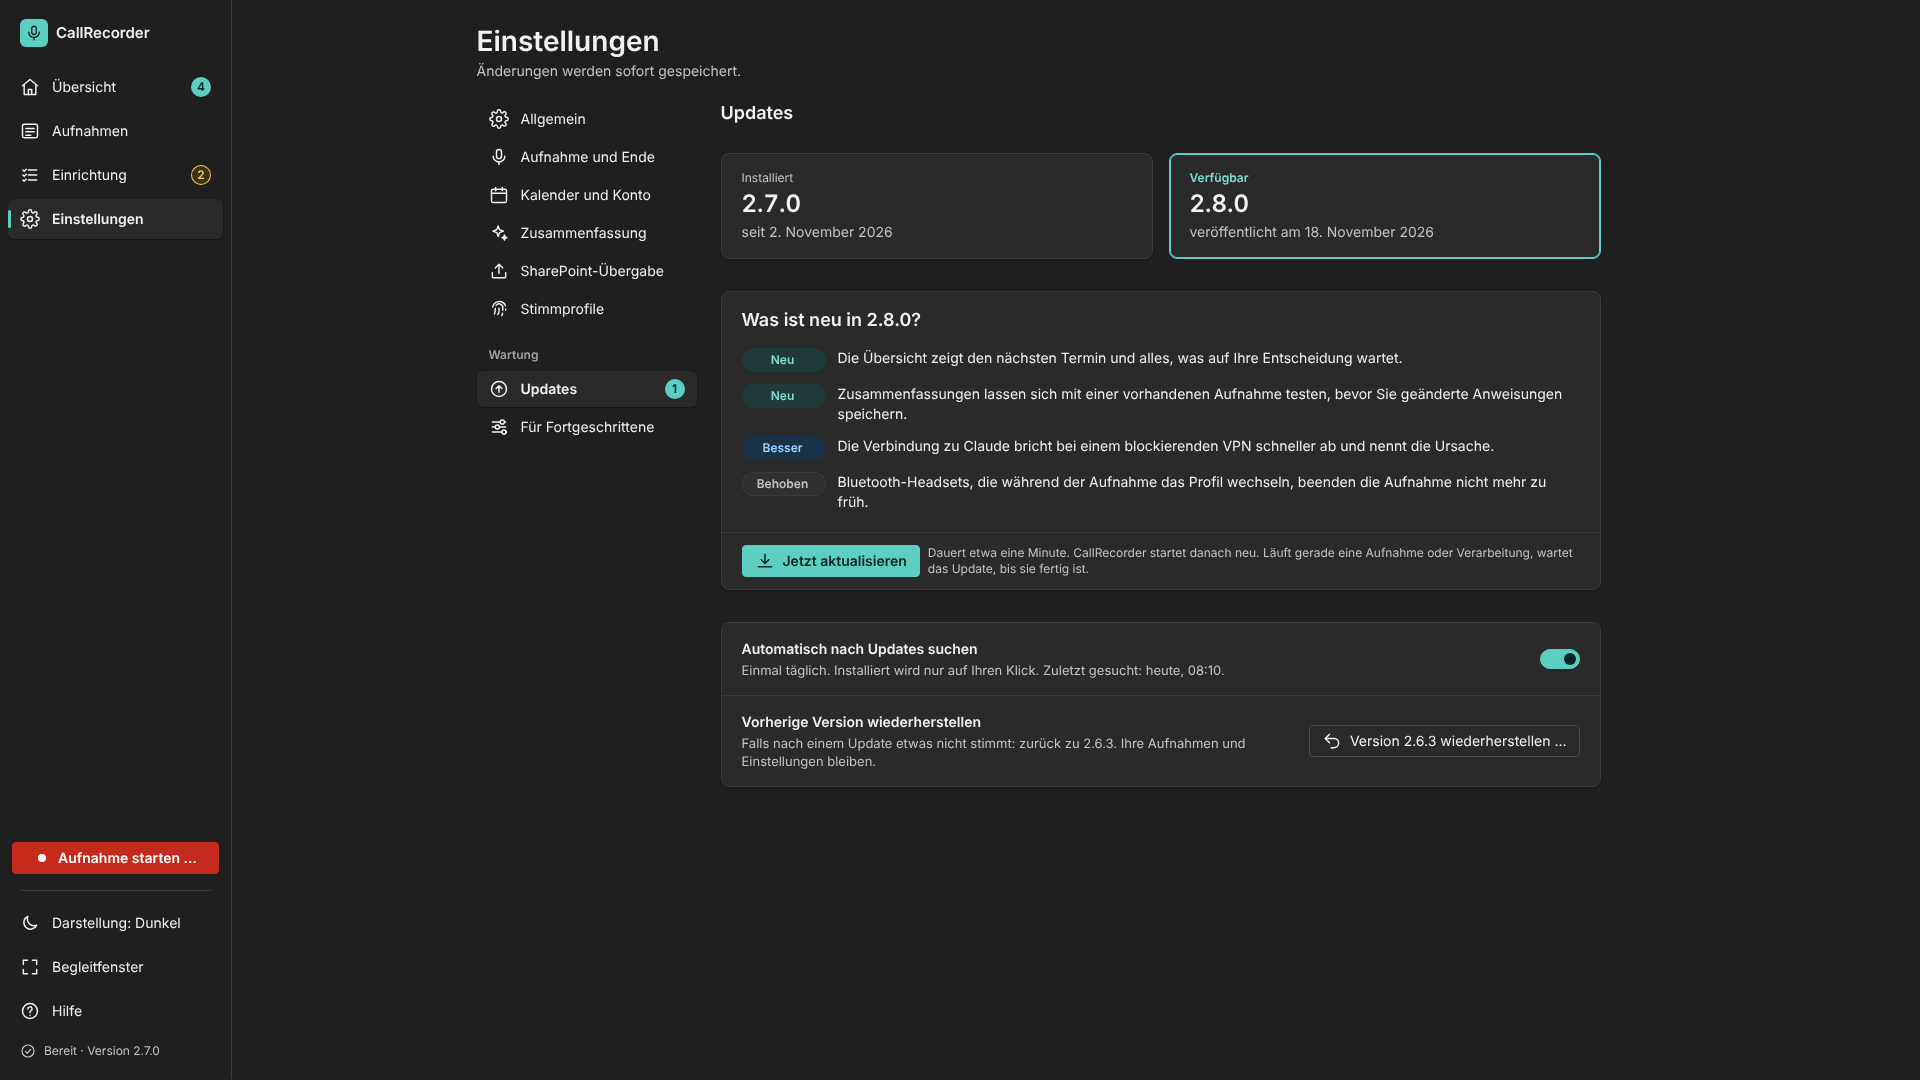 CallRecorder
Übersicht
4
Aufnahmen
Einrichtung
2
Einstellungen
Aufnahme starten ...
Darstellung: Dunkel
Begleitfenster
Hilfe
Bereit · Version 2.7.0
Einstellungen
Änderungen werden sofort gespeichert.
Allgemein
Aufnahme und Ende
Kalender und Konto
Zusammenfassung
SharePoint-Übergabe
Stimmprofile
Wartung
Updates
1
Für Fortgeschrittene
Updates
Installiert
2.7.0
seit 2. November 2026
Verfügbar
2.8.0
veröffentlicht am 18. November 2026
Was ist neu in 2.8.0?
Neu
Die Übersicht zeigt den nächsten Termin und alles, was auf Ihre Entscheidung wartet.
Neu
Zusammenfassungen lassen sich mit einer vorhandenen Aufnahme testen, bevor Sie geänderte Anweisungen
speichern.
Besser
Die Verbindung zu Claude bricht bei einem blockierenden VPN schneller ab und nennt die Ursache.
Behoben
Bluetooth-Headsets, die während der Aufnahme das Profil wechseln, beenden die Aufnahme nicht mehr zu
früh.
Jetzt aktualisieren
Dauert etwa eine Minute. CallRecorder startet danach neu. Läuft gerade eine Aufnahme oder Verarbeitung, wartet
das Update, bis sie fertig ist.
Automatisch nach Updates suchen
Einmal täglich. Installiert wird nur auf Ihren Klick. Zuletzt gesucht: heute, 08:10.
Vorherige Version wiederherstellen
Falls nach einem Update etwas nicht stimmt: zurück zu 2.6.3. Ihre Aufnahmen und
Einstellungen bleiben.
Version 2.6.3 wiederherstellen ...